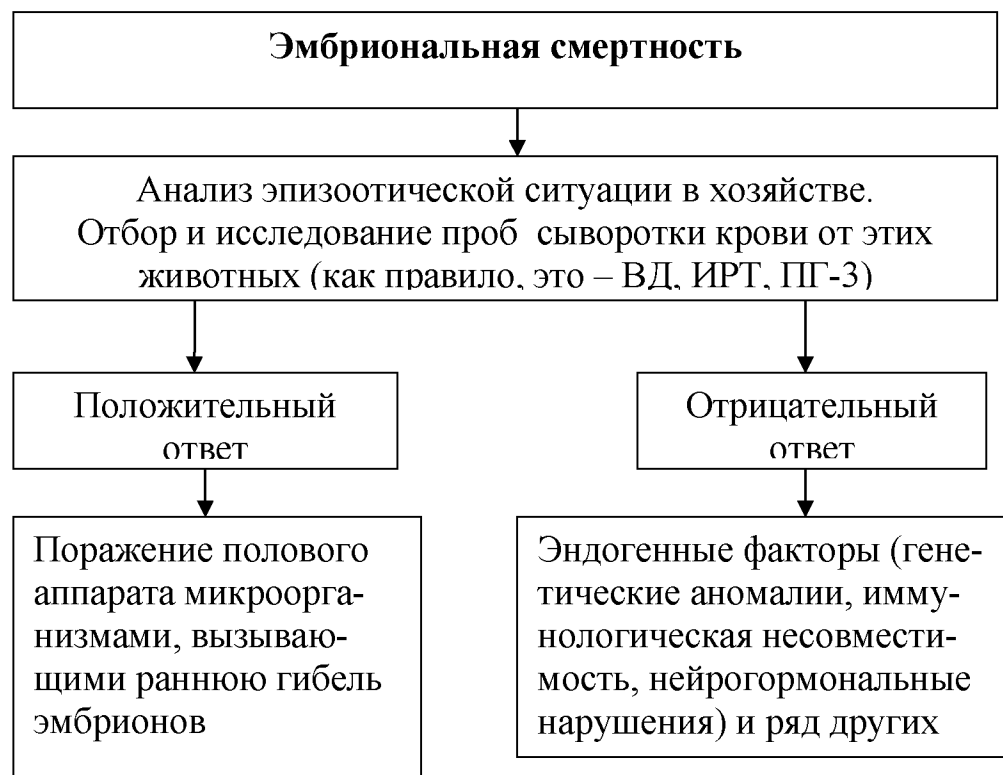 Эмбриональная смертность
Анализ эпизоотической ситуации в хозяйстве.
Отбор и исследование проб сыворотки крови от этих
животных (как правило, это – ВД, ИРТ, ПГ-3)
Положительный
ответ
Отрицательный
ответ
Поражение полового
аппарата микроорга-
низмами, вызываю-
щими раннюю гибель
эмбрионов
Эндогенные факторы (гене-
тические аномалии, имму-
нологическая несовмести-
мость, нейрогормональные
нарушения) и ряд других